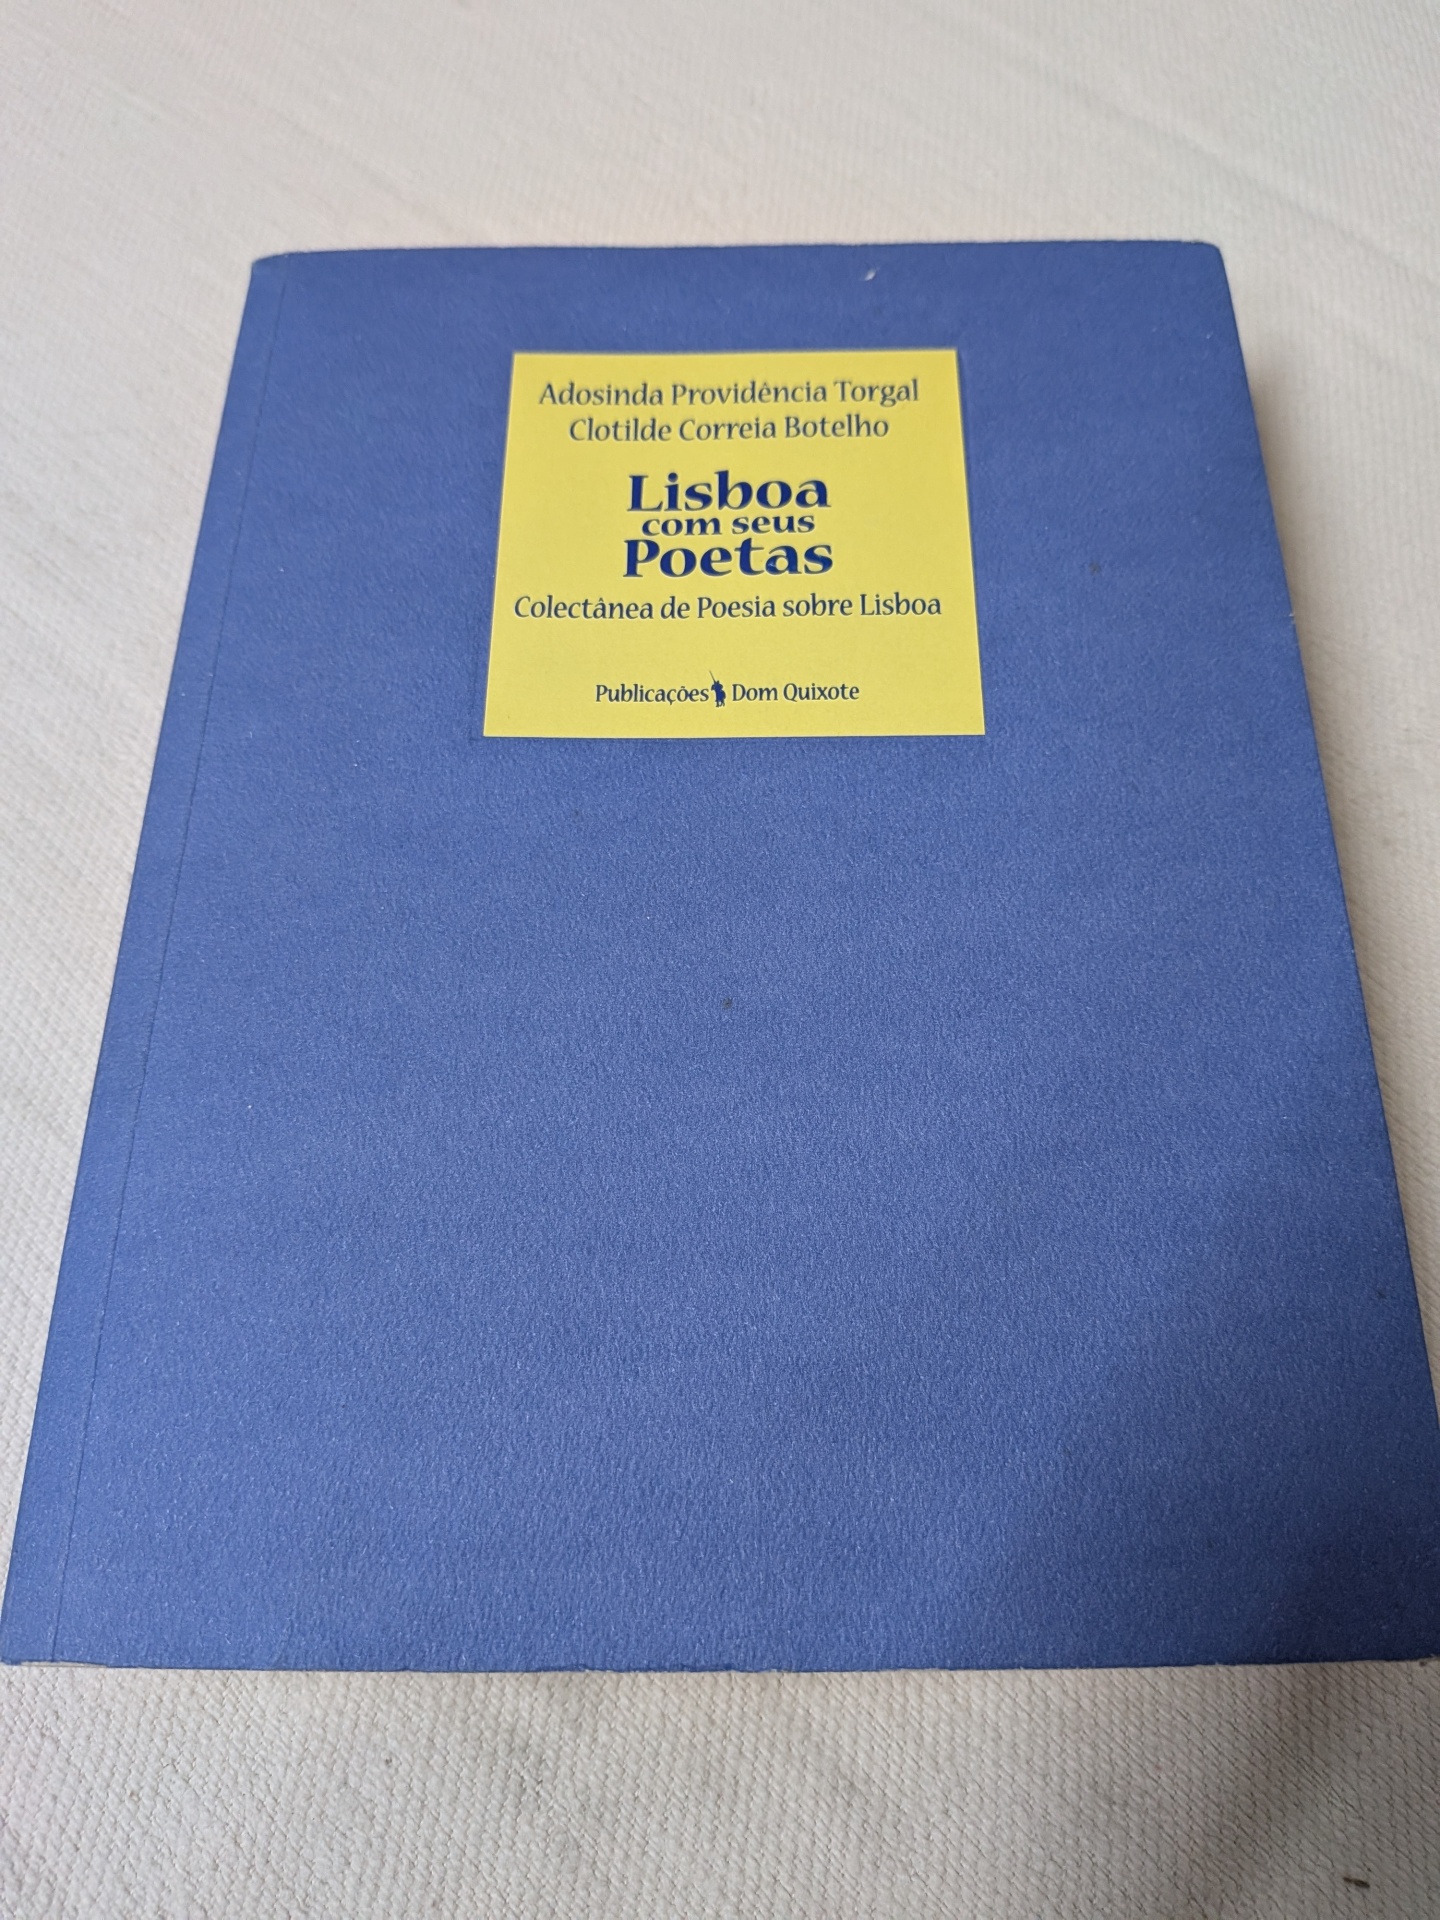 Adosinda Providência Torgal
Clotilde Correia Botelho
Lisboa
com seus
Poetas
Colectânea de Poesia sobre Lisboa
Publicações Dom Quixote